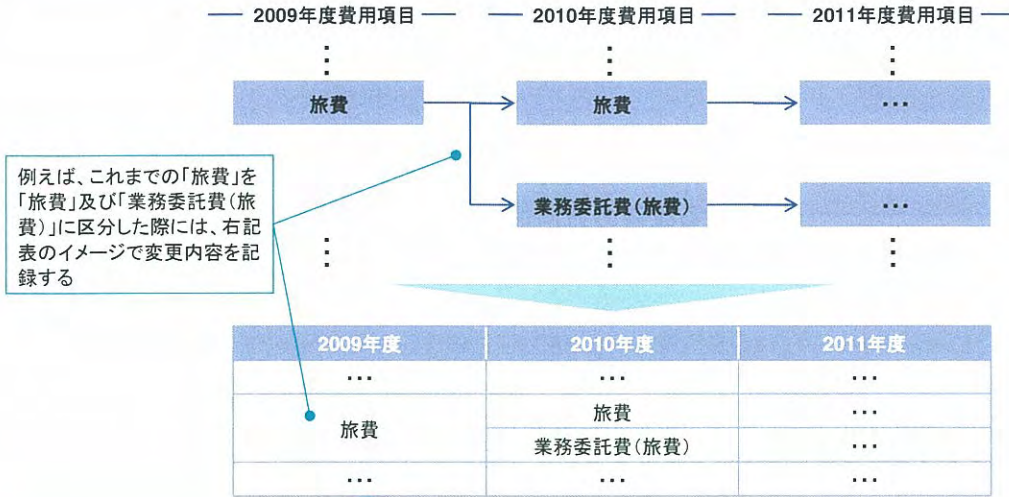 2009年度費用項目 2010年度費用項目 2011年度費用項目
⋮ ⋮ ⋮
旅費 旅費 …
例えば、これまでの「旅費」を
「旅費」及び「業務委託費(旅
費)」に区分した際には、右記
表のイメージで変更内容を記
録する
業務委託費(旅費) …
⋮ ⋮ ⋮
2009年度 2010年度 2011年度
… … …
旅費 旅費 …
業務委託費(旅費) …
… … …